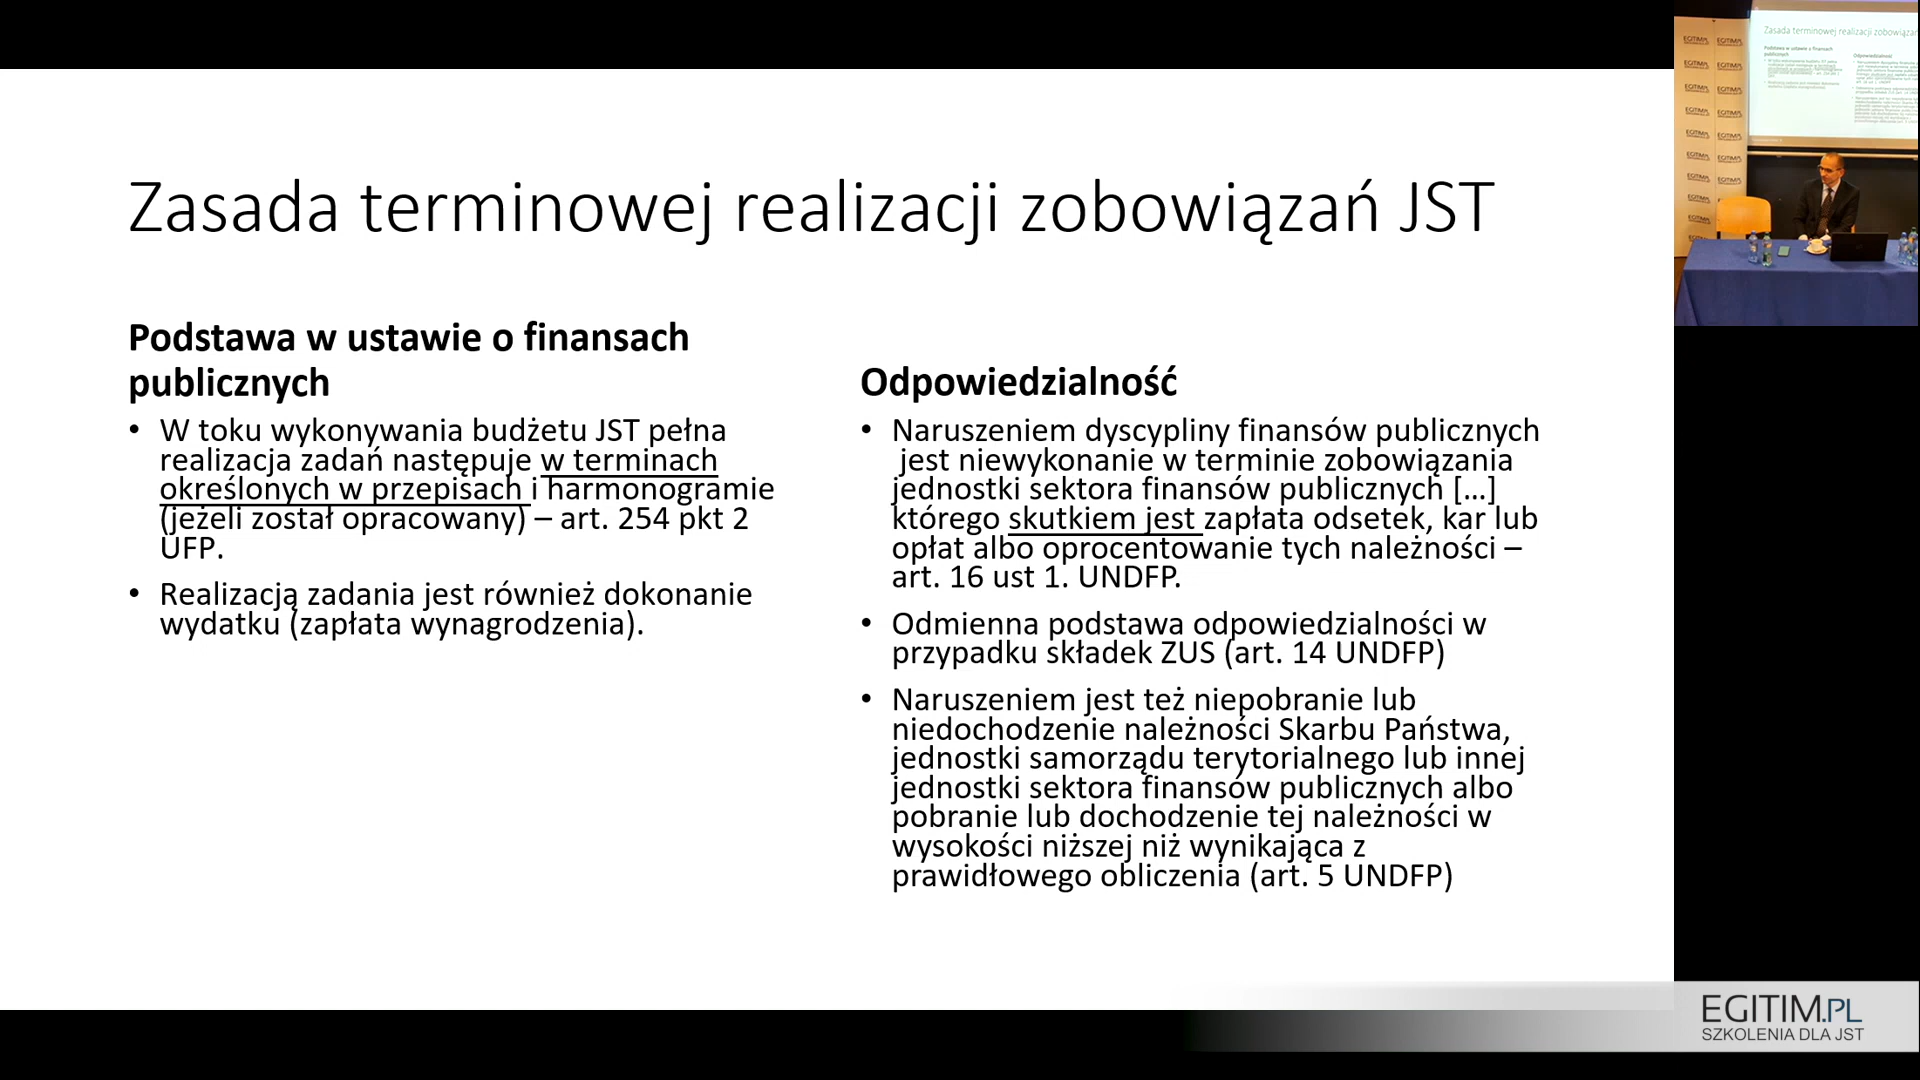 Zasada terminowej realizacji zobowiązań JST
Podstawa w ustawie o finansach
publicznych
• W toku wykonywania budżetu JST pełna
realizacja zadań następuje w terminach
określonych w przepisach i harmonogramie
(jeżeli został opracowany) – art. 254 pkt 2
UFP.
• Realizacją zadania jest również dokonanie
wydatku (zapłata wynagrodzenia).
Odpowiedzialność
• Naruszeniem dyscypliny finansów publicznych
jest niewykonanie w terminie zobowiązania
jednostki sektora finansów publicznych [...]
którego skutkiem jest zapłata odsetek, kar lub
opłat albo oprocentowanie tych należności –
art. 16 ust 1. UNDFP.
• Odmienna podstawa odpowiedzialności w
przypadku składek ZUS (art. 14 UNDFP)
• Naruszeniem jest też niepobranie lub
niedochodzenie należności Skarbu Państwa,
jednostki samorządu terytorialnego lub innej
jednostki sektora finansów publicznych albo
pobranie lub dochodzenie tej należności w
wysokości niższej niż wynikająca z
prawidłowego obliczenia (art. 5 UNDFP)
Zasada terminowej realizacji zobowiązań
EGITIM.PL
SZKOLENIA DLA JST